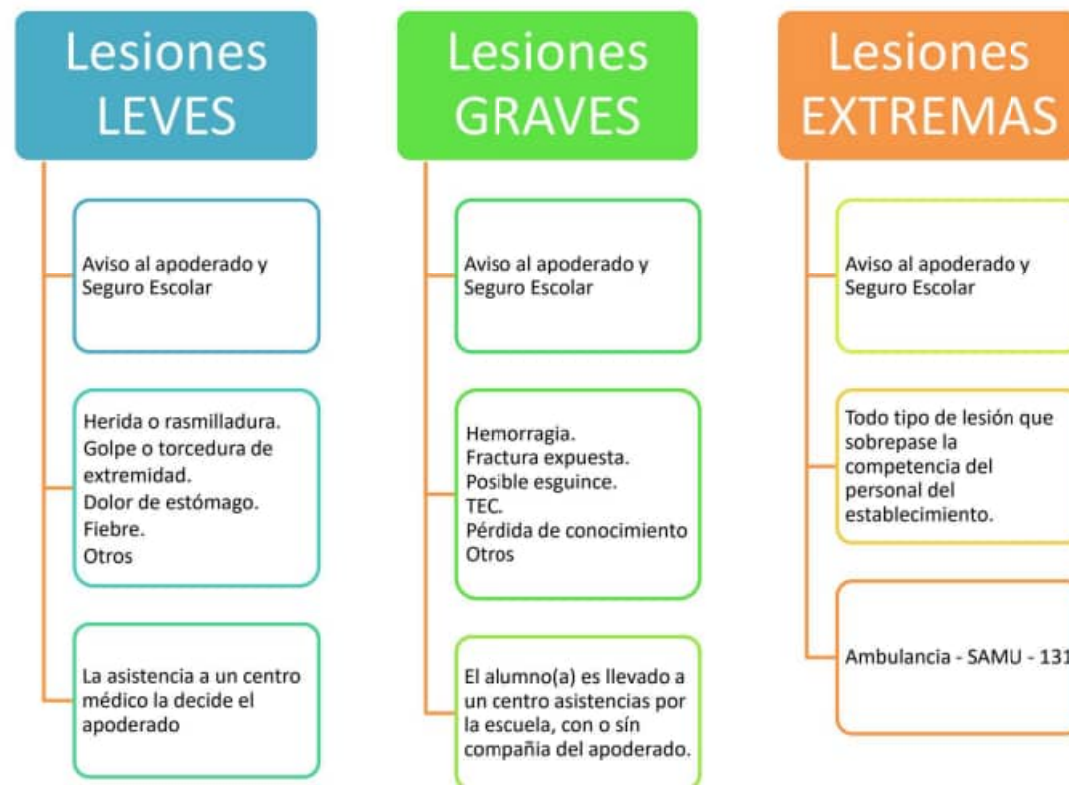 Lesiones
LEVES
Aviso al apoderado y
Seguro Escolar
Herida o rasmilladura.
Golpe o torcedura de
extremidad.
Dolor de estómago.
Fiebre.
Otros
La asistencia a un centro
médico la decide el
apoderado
Lesiones
GRAVES
Aviso al apoderado y
Seguro Escolar
Hemorragia.
Fractura expuesta.
Posible esguince.
TEC.
Pérdida de conocimiento
Otros
El alumno(a) es llevado a
un centro asistencias por
la escuela, con o sín
compañia del apoderado.
Lesiones
EXTREMAS
Aviso al apoderado y
Seguro Escolar
Todo tipo de lesión que
sobrepase la
competencia del
personal del
establecimiento.
Ambulancia - SAMU - 131